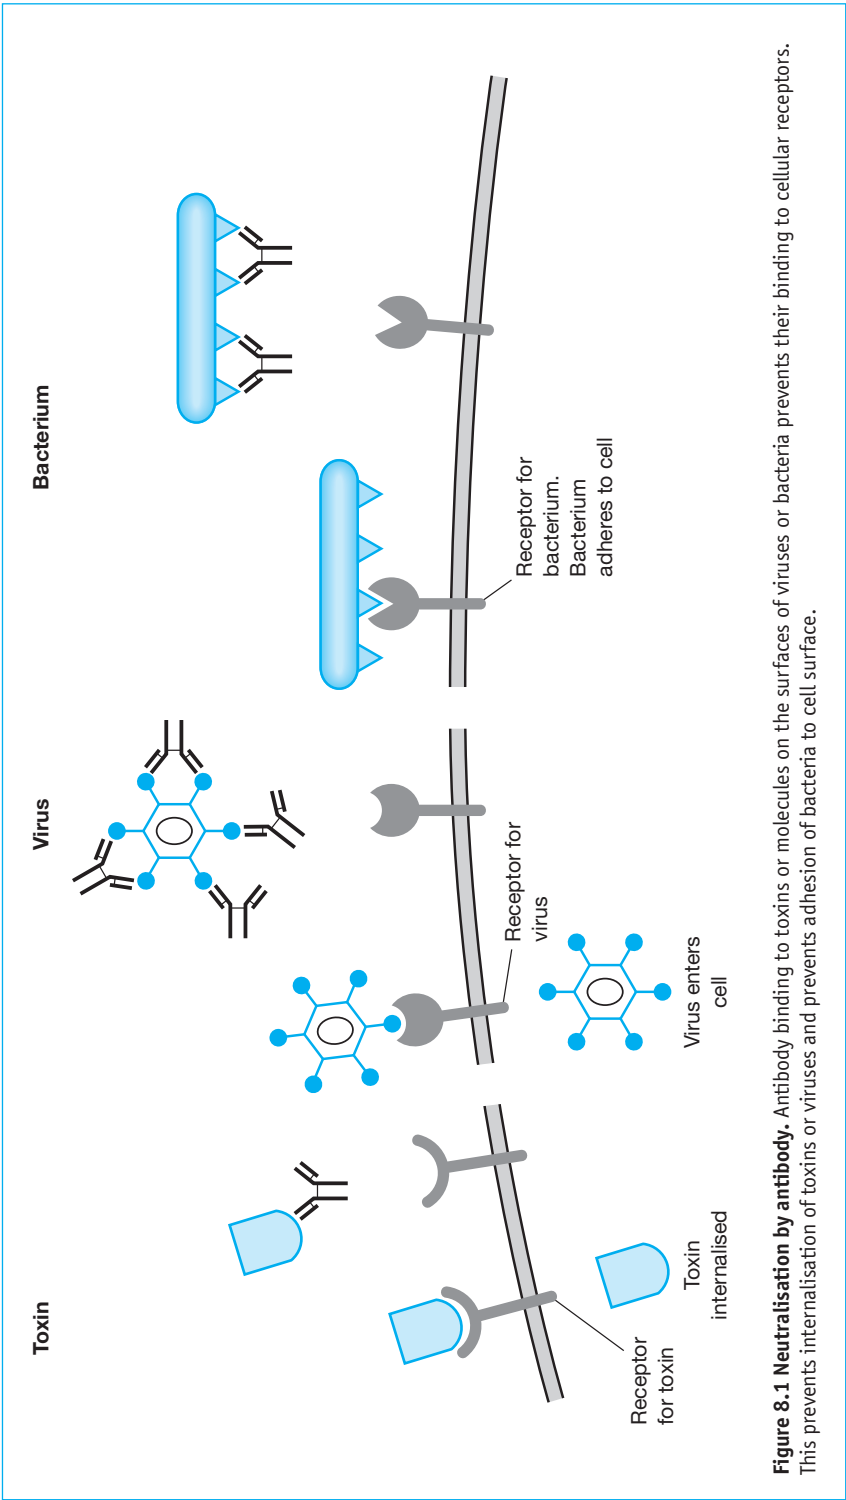 Toxin
Virus
Bacterium
Receptor
for toxin
Toxin
internalised
Receptor for
virus
Virus enters
cell
Receptor for
bacterium.
Bacterium
adheres to cell
Figure 8.1 Neutralisation by antibody. Antibody binding to toxins or molecules on the surfaces of viruses or bacteria prevents their binding to cellular receptors.
This prevents internalisation of toxins or viruses and prevents adhesion of bacteria to cell surface.